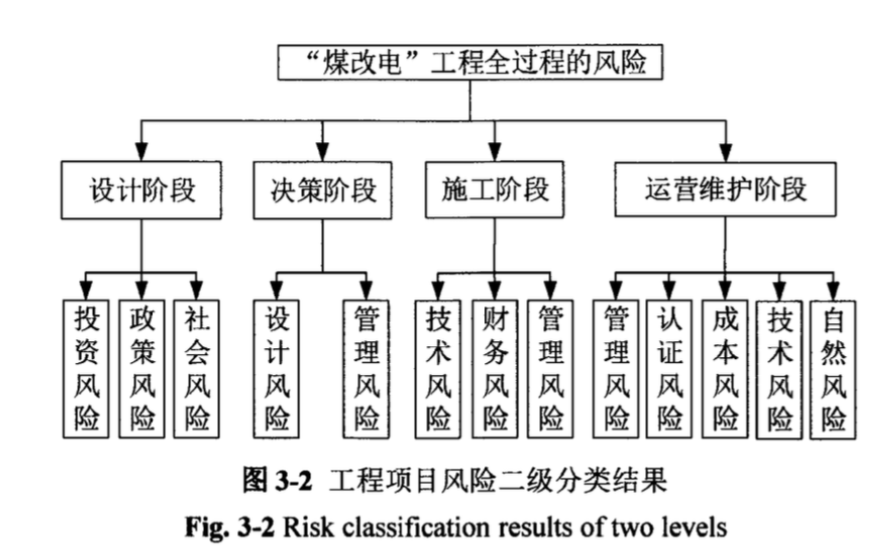 “煤改电”工程全过程的风险
设计阶段
决策阶段
施工阶段
运营维护阶段
投资风险
政策风险
社会风险
设计风险
管理风险
技术风险
财务风险
管理风险
管理风险
认证风险
成本风险
技术风险
自然风险
图 3-2 工程项目风险二级分类结果
Fig. 3-2 Risk classification results of two levels